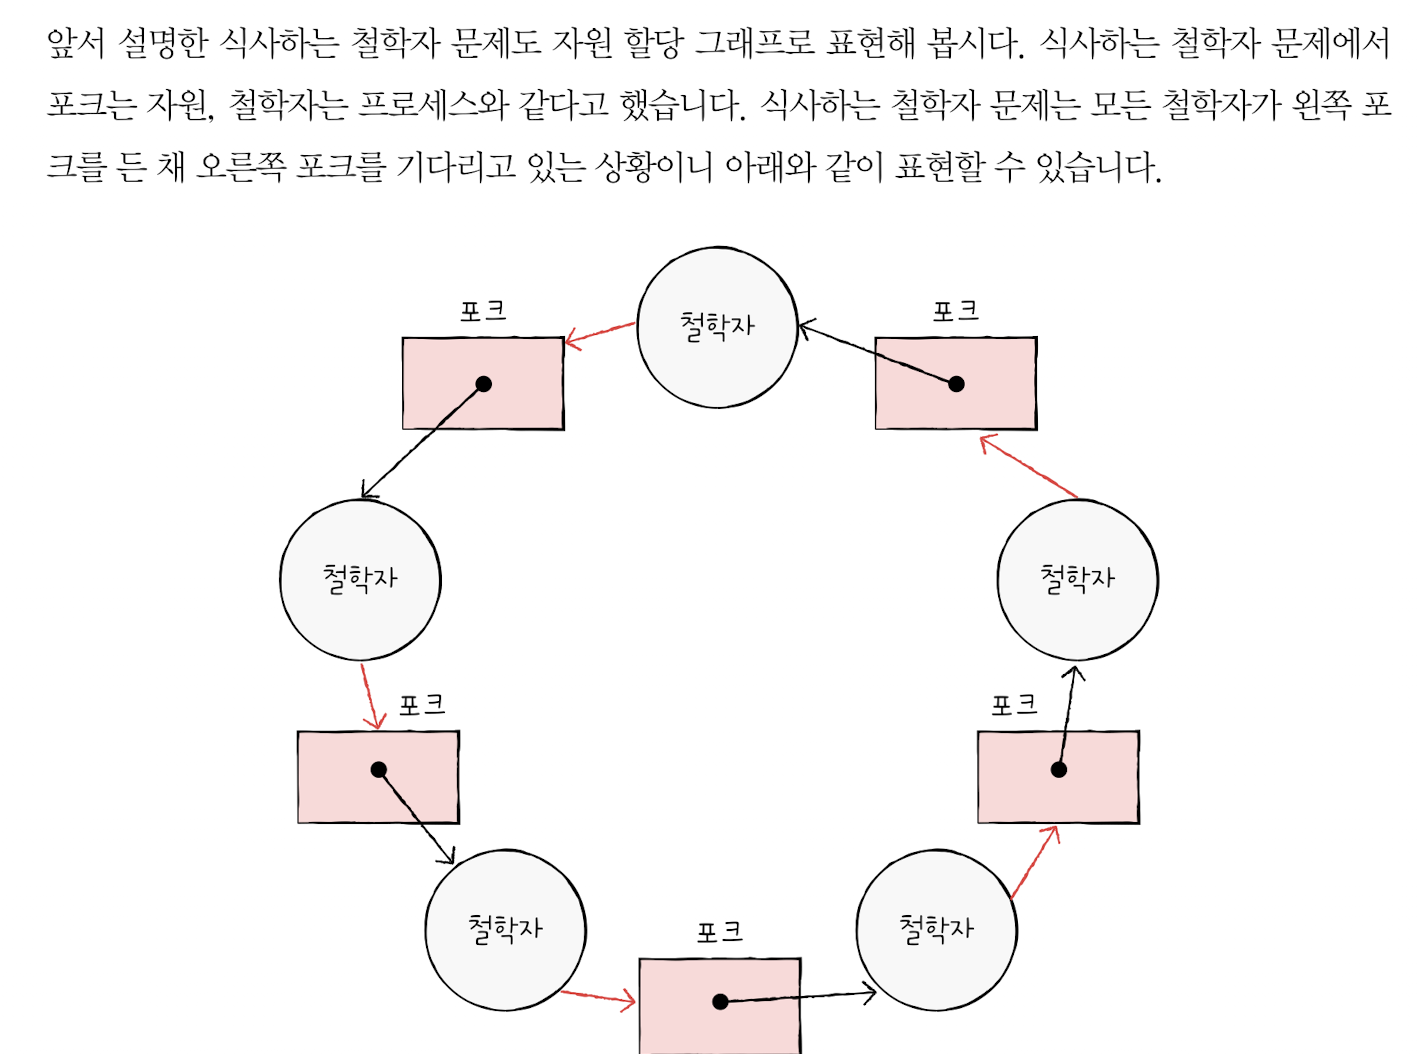 앞서 설명한 식사하는 철학자 문제도 자원 할당 그래프로 표현해 봅시다. 식사하는 철학자 문제에서
포크는 자원, 철학자는 프로세스와 같다고 했습니다. 식사하는 철학자 문제는 모든 철학자가 왼쪽 포
크를 든 채 오른쪽 포크를 기다리고 있는 상황이니 아래와 같이 표현할 수 있습니다.
포크
철학자
포크
철학자
철학자
포크
포크
철학자
포크
철학자